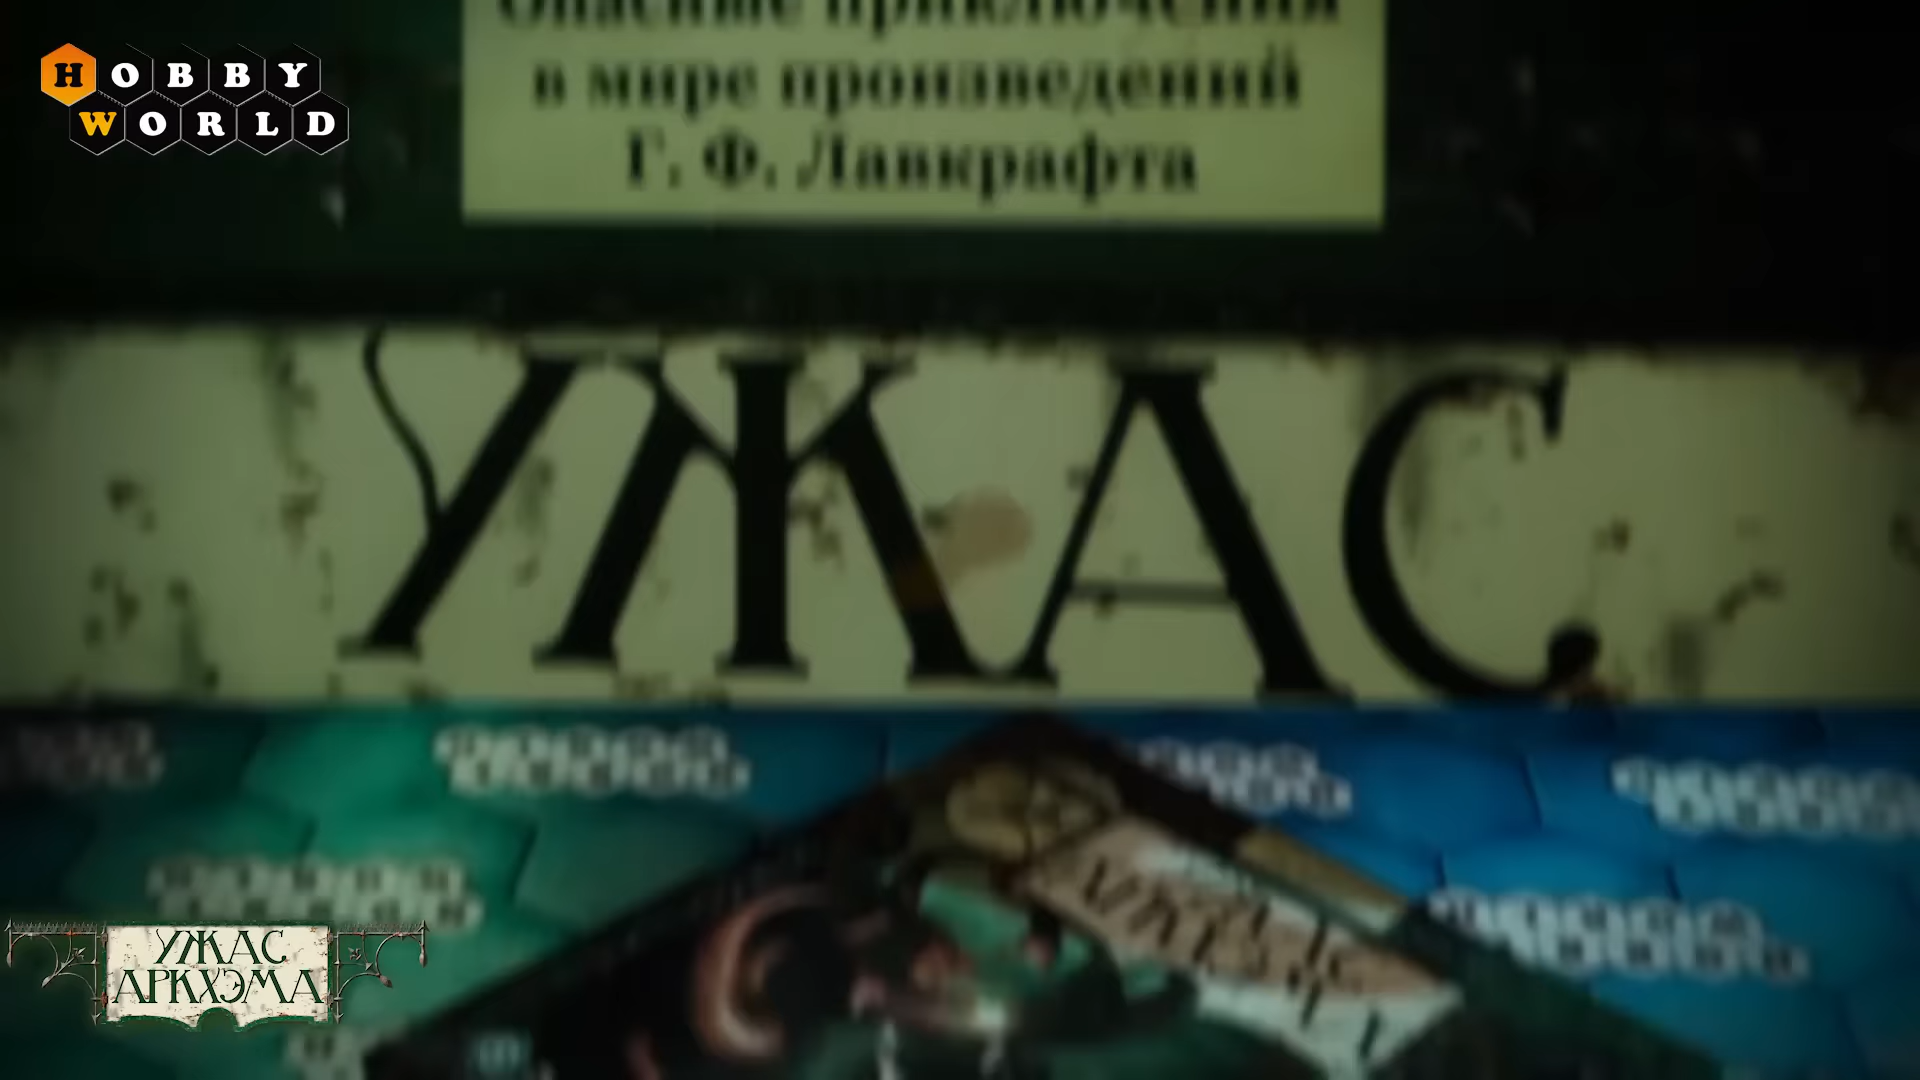 HOBBY
WORLD
Опасные приключения
в мире произведений
Г. Ф. Лавкрафта
УЖАС
УЖАС
АРКХЭМА